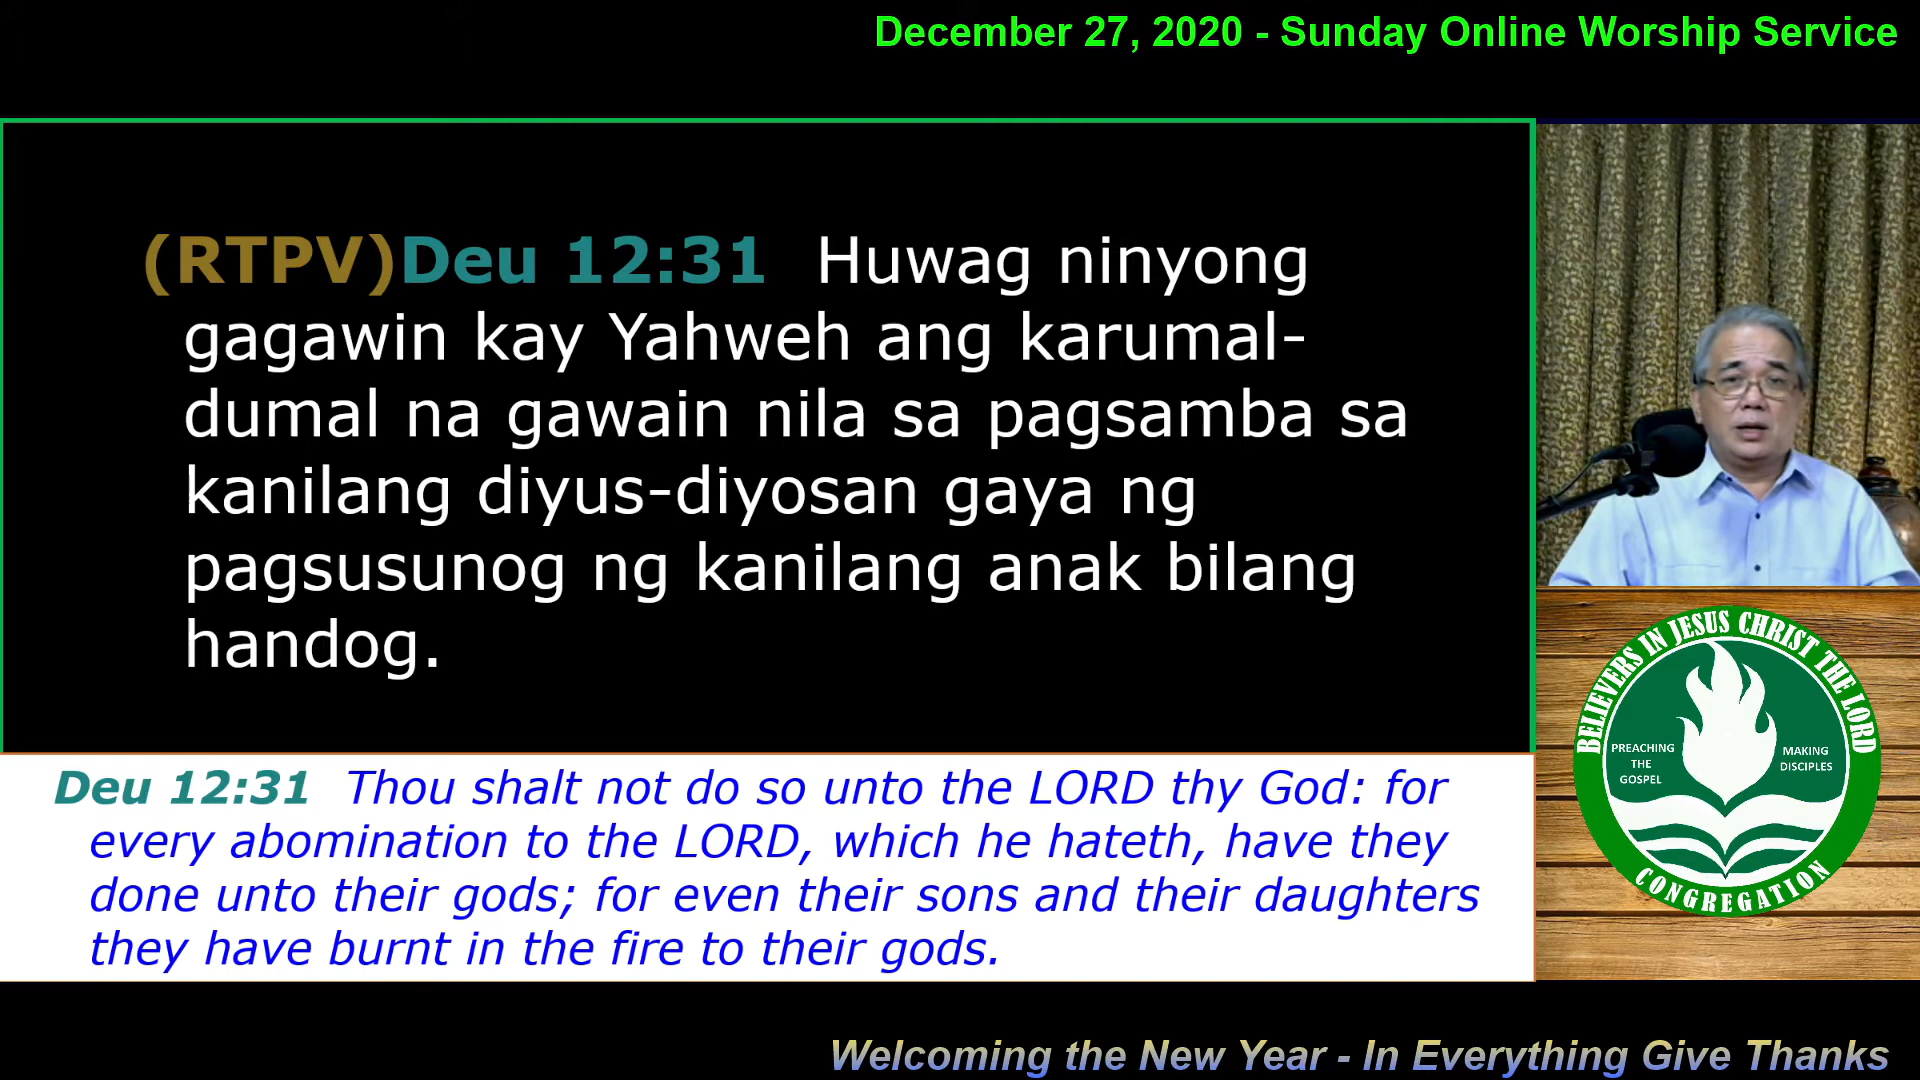 December 27, 2020 - Sunday Online Worship Service
(RTPV)Deu 12:31 Huwag ninyong
gagawin kay Yahweh ang karumal-
dumal na gawain nila sa pagsamba sa
kanilang diyus-diyosan gaya ng
pagsusunog ng kanilang anak bilang
handog.
Deu 12:31 Thou shalt not do so unto the LORD thy God: for
every abomination to the LORD, which he hateth, have they
done unto their gods; for even their sons and their daughters
they have burnt in the fire to their gods.
BELIEVERS IN JESUS CHRIST THE LORD
PREACHING
THE
GOSPEL
MAKING
DISCIPLES
CONGREGATION
Welcoming the New Year - In Everything Give Thanks